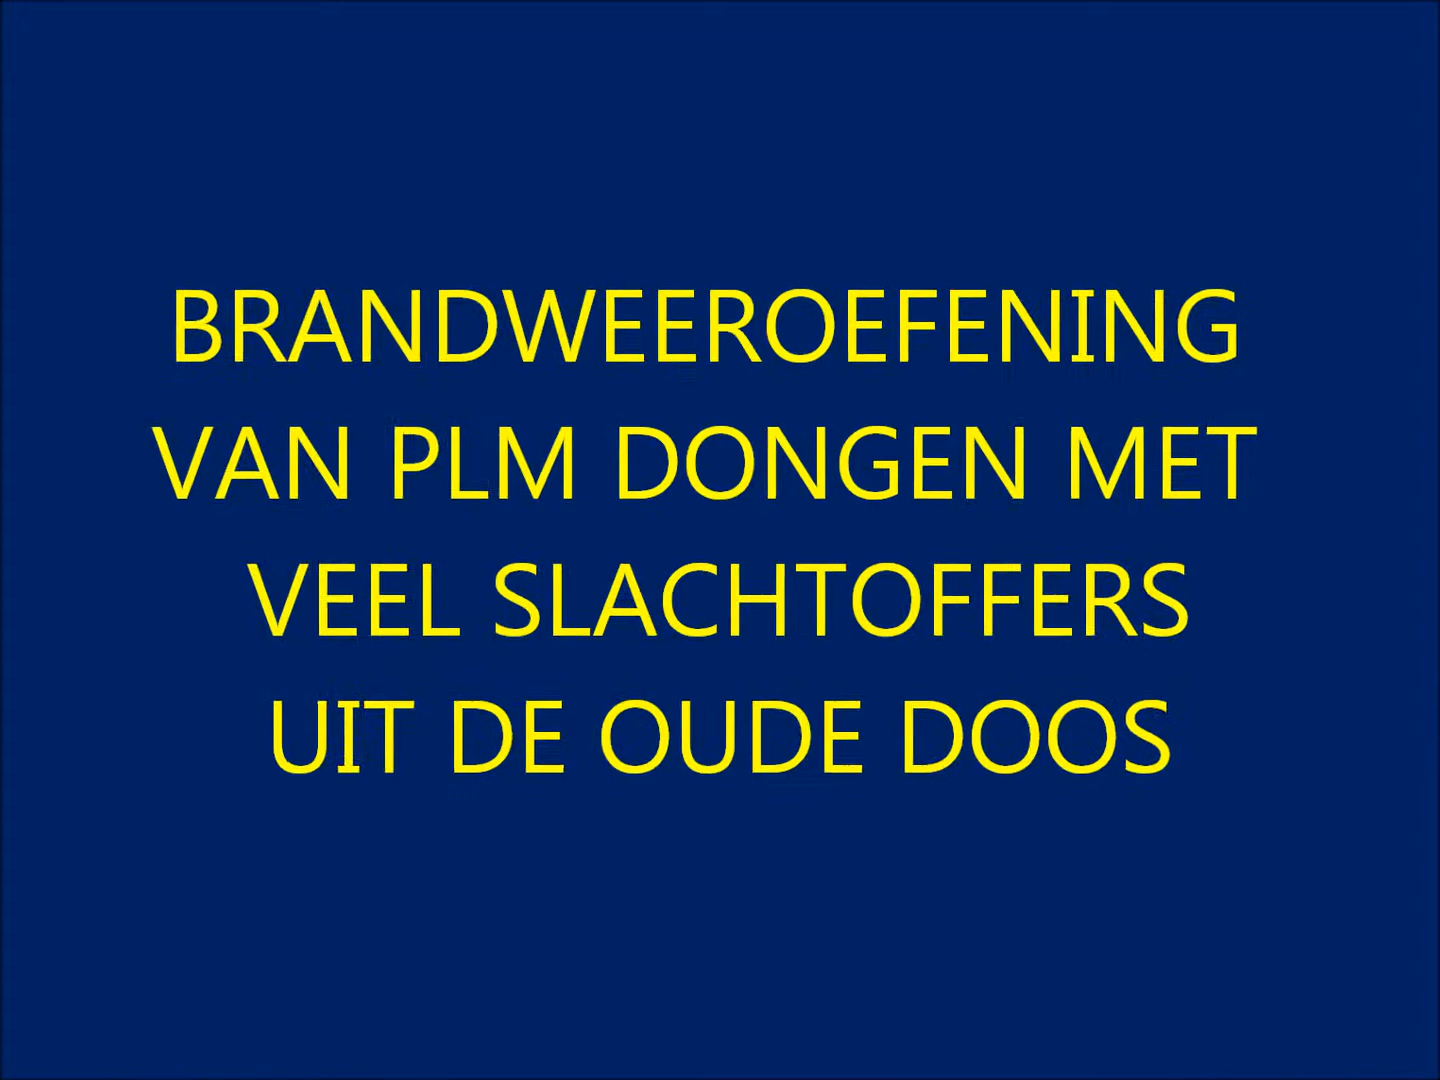 BRANDWEEROEFENING
VAN PLM DONGEN MET
VEEL SLACHTOFFERS
UIT DE OUDE DOOS